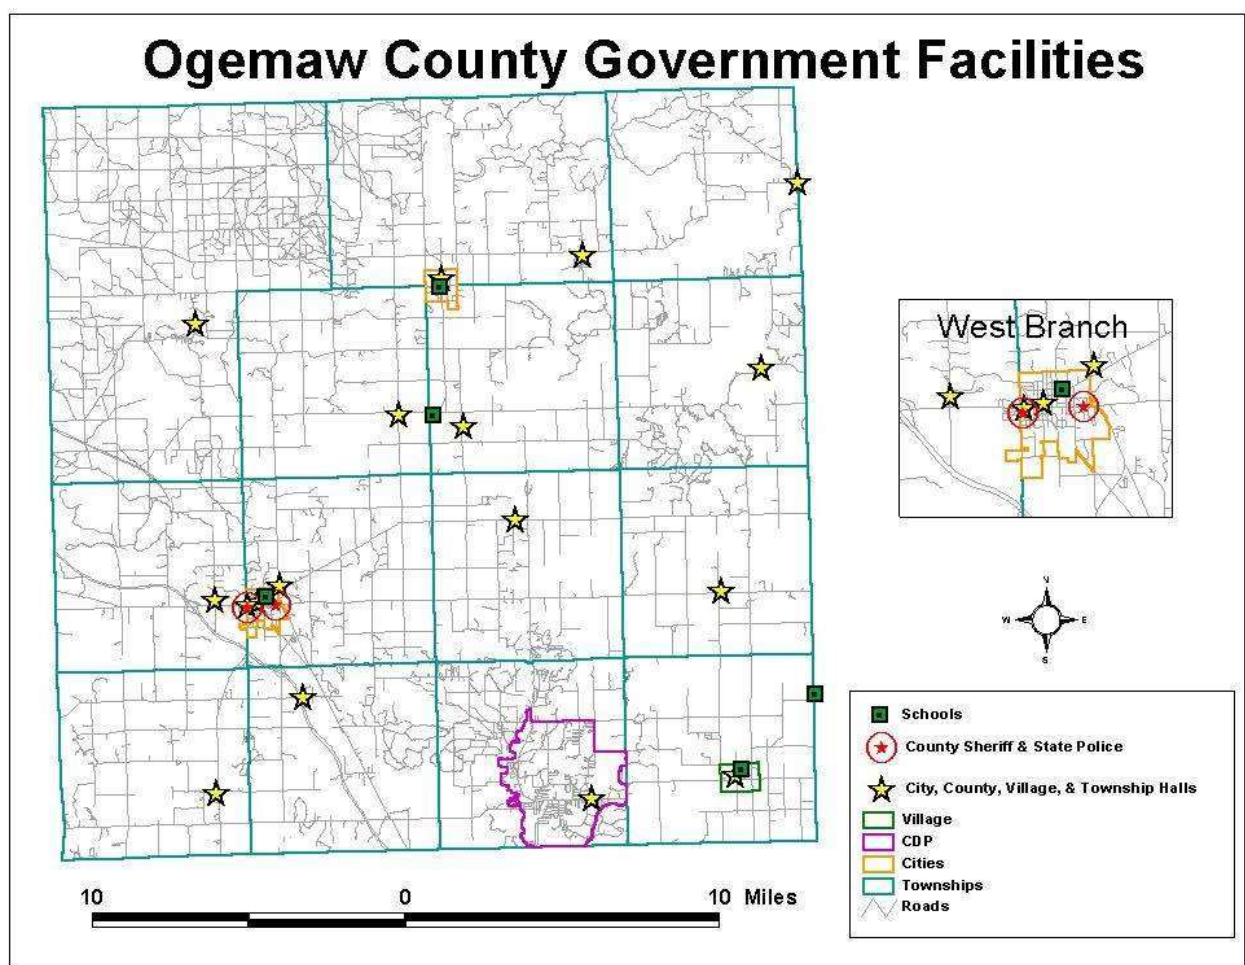 Ogemaw County Government Facilities
West Branch
N
W
E
S
Schools
County Sheriff & State Police
City, County, Village, & Township Halls
Village
CDP
Cities
Townships
Roads
10 0 10 Miles